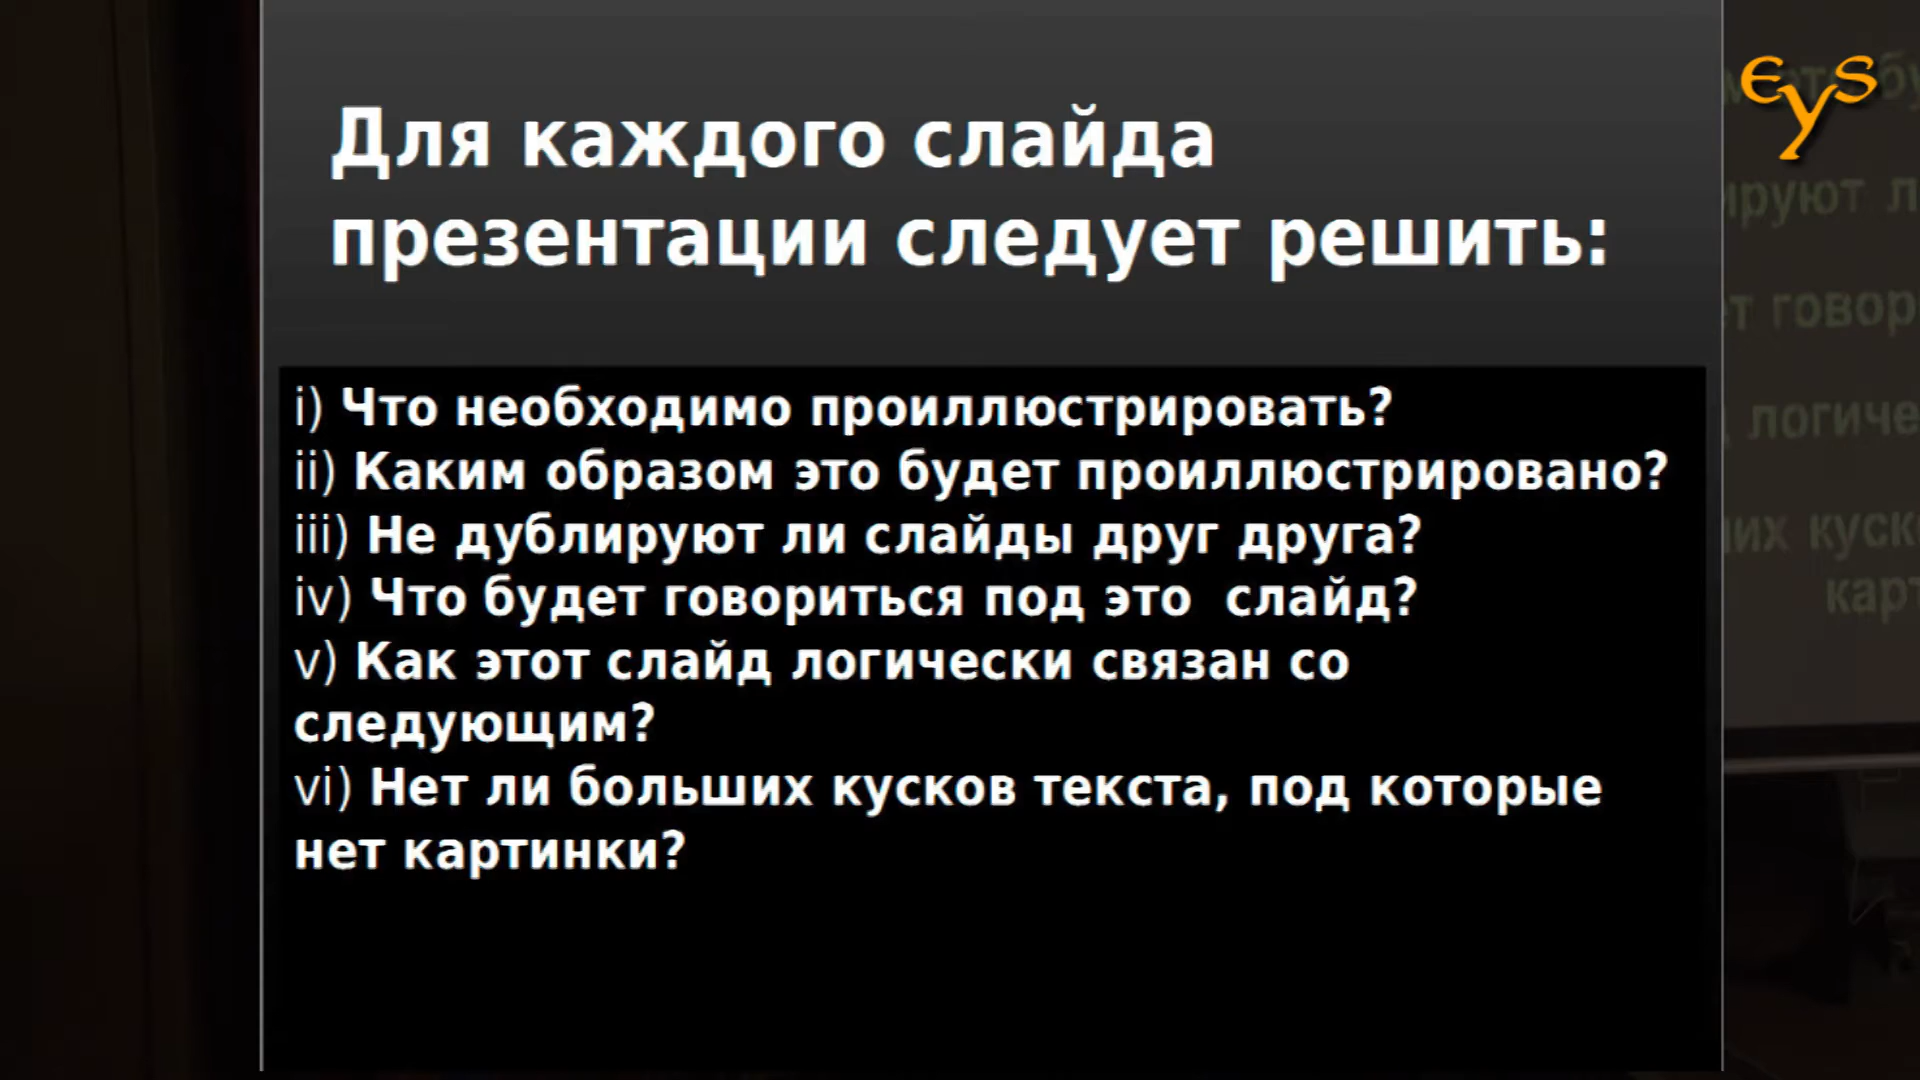 Для каждого слайда
презентации следует решить:
i) Что необходимо проиллюстрировать?
ii) Каким образом это будет проиллюстрировано?
iii) Не дублируют ли слайды друг друга?
iv) Что будет говориться под это  слайд?
v) Как этот слайд логически связан со
следующим?
vi) Нет ли больших кусков текста, под которые
нет картинки?
eys